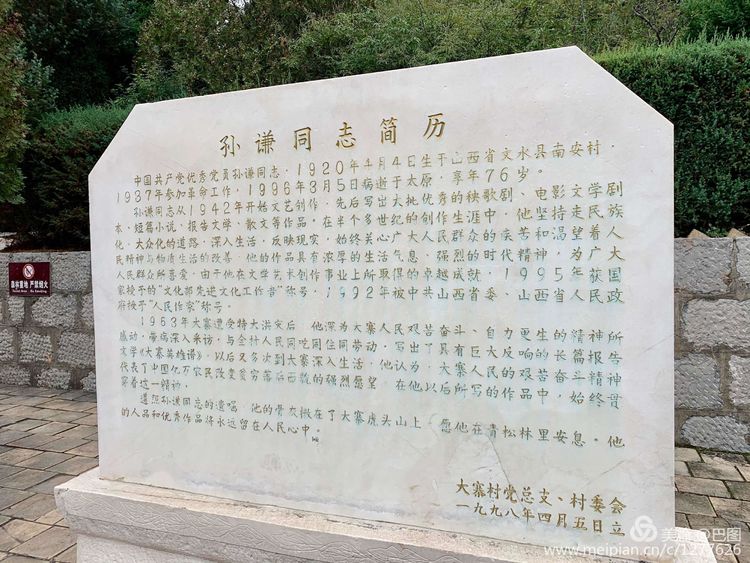 孙谦同志简历
中国共产党优秀党员孙谦同志，1920年4月4日生于山西省文水县南安村，
1937年参加革命工作，1996年3月5日病逝于太原，享年76岁。
孙谦同志从1942年开始文艺创作，先后写出大批优秀的秧歌剧、电影文学剧
本、短篇小说、报告文学、散文等作品。在半个多世纪的创作生涯中，他坚持走民族
化、大众化的道路，深入生活，反映现实，始终关心广大人民群众的疾苦和渴望着人
民精神与物质生活的改善，他的作品具有浓厚的生活气息、强烈的时代精神，为广大
人民群众所喜爱。由于他在文学艺术创作事业上所取得的卓越成就，1995年获国
家授予的“文化部先进文化工作者”称号，1992年被中共山西省委、山西省人民政
府授予“人民作家”称号。
1963年大寨遭受特大洪灾后，他深为大寨人民艰苦奋斗、自力更生的精神所
感动，带病深入采访，与全村人民同吃同住同劳动，写出了具有巨大反响的长篇报告
文学《大寨英雄谱》，以后又多次到大寨深入生活，他认为，大寨人民的艰苦奋斗精神
代表了中国亿万农民改变贫穷落后面貌的强烈愿望，在他以后所写的作品中，始终贯
穿着这一精神。
遵照孙谦同志的遗嘱，他的骨灰撒在了大寨虎头山上，愿他在青松林里安息。他
的人品和优秀作品将永远留在人民心中。
大寨村党总支、村委会
一九九八年四月五日立
森林重地 严禁烟火
美篇 @巴图
www.meipian.cn/c/1277626